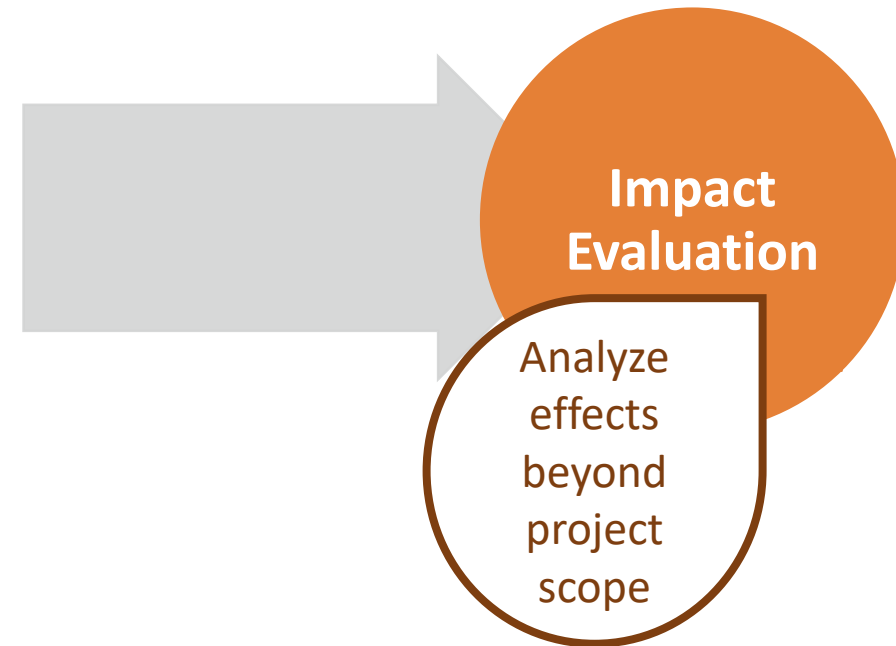 Impact
Evaluation
Analyze
effects
beyond
project
scope